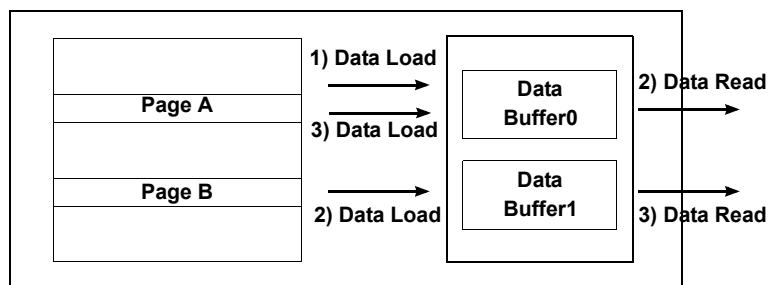 1) Data Load
Page A
3) Data Load
Data
Buffer0
2) Data Read
Page B
2) Data Load
Data
Buffer1
3) Data Read